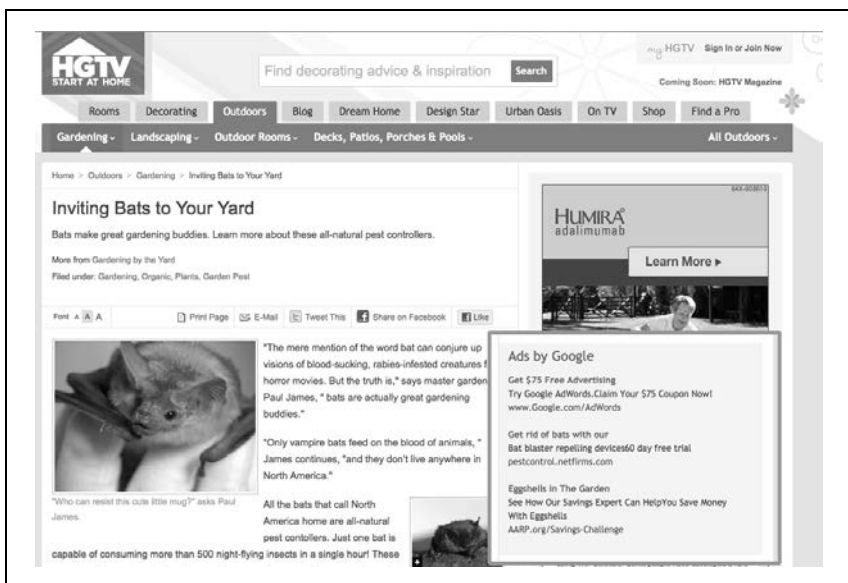 HGTV
START AT HOME
Find decorating advice & inspiration
Search
my HGTV Sign In or Join Now
Coming Soon: HGTV Magazine
Rooms Decorating Outdoors Blog Dream Home Design Star Urban Oasis On TV Shop Find a Pro
Gardening Landscaping Outdoor Rooms Decks, Patios, Porches & Pools All Outdoors
Home > Outdoors > Gardening > Inviting Bats to Your Yard
Inviting Bats to Your Yard
Bats make great gardening buddies. Learn more about these all-natural pest controllers.
More from Gardening by the Yard
Filed under: Gardening, Organic, Plants, Garden Pest
Font A A A Print Page E-Mail Tweet This Share on Facebook Like
"The mere mention of the word bat can conjure up
visions of blood-sucking, rabies-infested creatures f
horror movies. But the truth is," says master garden
Paul James, " bats are actually great gardening
buddies."
"Only vampire bats feed on the blood of animals, "
James continues, "and they don't live anywhere in
North America."
"Who can resist this cute little mug?" asks Paul
James.
All the bats that call North
America home are all-natural
pest contollers. Just one bat is
capable of consuming more than 500 night-flying insects in a single hour! These
HUMIRA
adalimumab
Learn More
Ads by Google
Get $75 Free Advertising
Try Google AdWords.Claim Your $75 Coupon Now!
www.Google.com/AdWords
Get rid of bats with our
Bat blaster repelling devices60 day free trial
pestcontrol.netfirms.com
Eggshells In The Garden
See How Our Savings Expert Can HelpYou Save Money
With Eggshells
AARP.org/Savings-Challenge